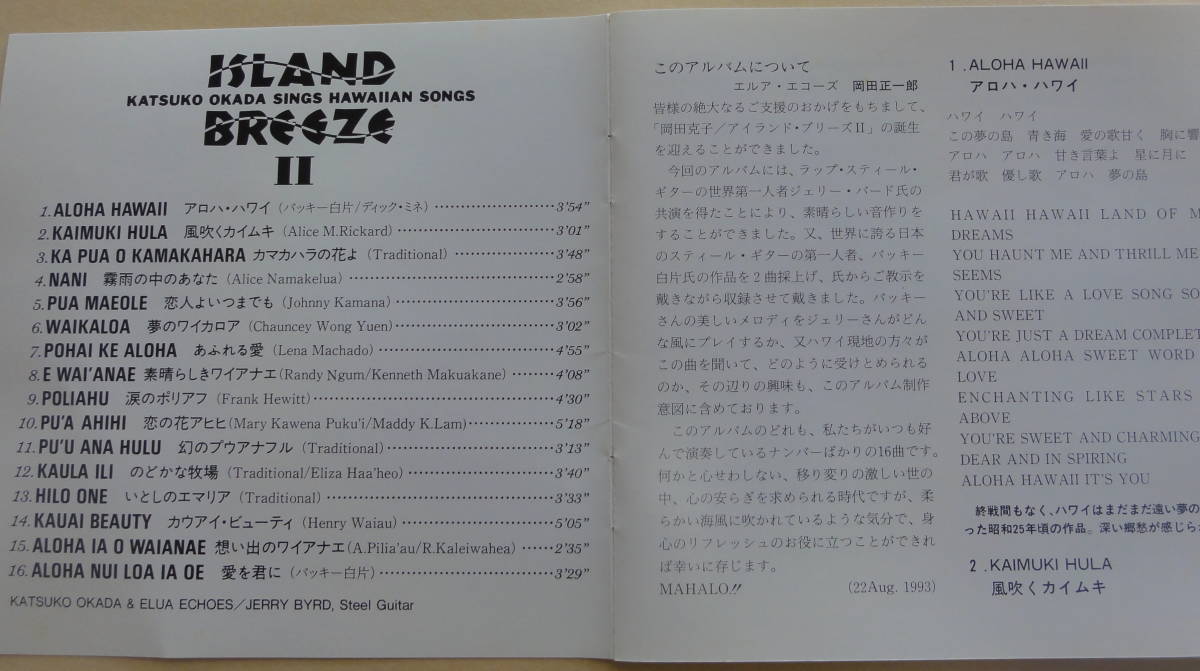 ISLAND
KATSUKO OKADA SINGS HAWAIIAN SONGS
BREEZE
II
1. ALOHA HAWAII アロハ・ハワイ (バッキー白片/ディック・ミネ) 3'54"
2. KAIMUKI HULA 風吹くカイムキ (Alice M.Rickard) 3'01"
3. KA PUA O KAMAKAHARA カマカハラの花よ (Traditional) 3'48"
4. NANI 霧雨の中のあなた (Alice Namakelua) 2'58"
5. PUA MAEOLE 恋人よいつまでも (Johnny Kamana) 3'56"
6. WAIKALOA 夢のワイカロア (Chauncey Wong Yuen) 3'02"
7. POHAI KE ALOHA あふれる愛 (Lena Machado) 4'55"
8. E WAI'ANAE 素晴らしきワイアナエ (Randy Ngum/Kenneth Makuakane) 4'08"
9. POLIAHU 涙のポリアフ (Frank Hewitt) 4'30"
10. PU'A AHIHI 恋の花アヒヒ (Mary Kawena Puku'i/Maddy K.Lam) 5'18"
11. PU'U ANA HULU 幻のプウアナフル (Traditional) 3'13"
12. KAULA ILI のどかな牧場 (Traditional/Eliza Haa'heo) 3'40"
13. HILO ONE いとしのエマリア (Traditional) 3'33"
14. KAUAI BEAUTY カウアイ・ビューティ (Henry Waiau) 5'05"
15. ALOHA IA O WAIANAE 想い出のワイアナエ (A.Pilia'au/R.Kaleiwahea) 2'35"
16. ALOHA NUI LOA IA OE 愛を君に (バッキー白片) 3'29"
KATSUKO OKADA & ELUA ECHOES/JERRY BYRD, Steel Guitar
このアルバムについて
エルア・エコーズ 岡田正一郎
皆様の絶大なるご支援のおかげをもちまして、
「岡田克子/アイランド・ブリーズII」の誕生
を迎えることができました。
今回のアルバムには、ラップ・スティール・
ギターの世界第一人者ジェリー・バード氏の
共演を得たことにより、素晴らしい音作りを
することができました。又、世界に誇る日本
のスティール・ギターの第一人者、バッキー
白片氏の作品を2曲採上げ、氏からご教示を
戴きながら収録させて戴きました。バッキー
さんの美しいメロディをジェリーさんがどん
な風にプレイするか、又ハワイ現地の方々が
この曲を聞いて、どのように受けとめられる
のか、その辺りの興味も、このアルバム制作
意図に含めております。
このアルバムのどれも、私たちがいつも好
んで演奏しているナンバーばかりの16曲です。
何かと心せわしない、移り変りの激しい世の
中、心の安らぎを求められる時代ですが、柔
らかい海風に吹かれているような気分で、身
心のリフレッシュのお役に立つことができれ
ば幸いに存じます。
MAHALO!! (22Aug. 1993)
1.ALOHA HAWAII
アロハ・ハワイ
ハワイ ハワイ
この夢の島 青き海 愛の歌甘く 胸に響
アロハ アロハ 甘き言葉よ 星に月に
君が歌 優し歌 アロハ 夢の島
HAWAII HAWAII LAND OF M
DREAMS
YOU HAUNT ME AND THRILL ME
SEEMS
YOU'RE LIKE A LOVE SONG SO
AND SWEET
YOU'RE JUST A DREAM COMPLET
ALOHA ALOHA SWEET WORD
LOVE
ENCHANTING LIKE STARS
ABOVE
YOU'RE SWEET AND CHARMING
DEAR AND IN SPIRING
ALOHA HAWAII IT'S YOU
終戦間もなく、ハワイはまだまだ遠い夢の
った昭和25年頃の作品。深い郷愁が感じら
2.KAIMUKI HULA
風吹くカイムキ